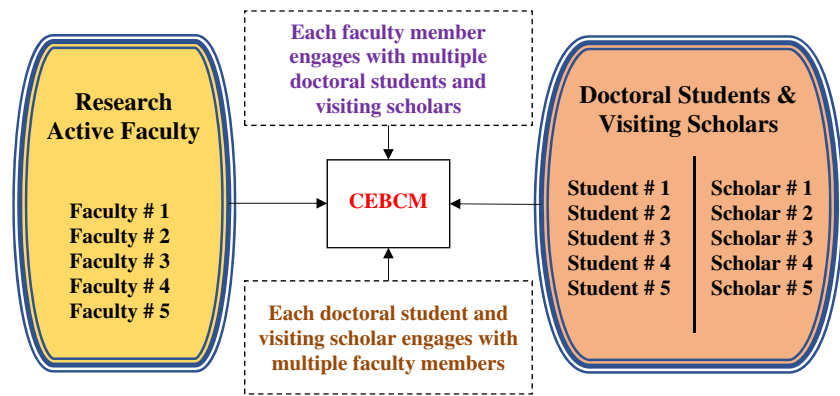 Research
Active Faculty
Faculty # 1
Faculty # 2
Faculty # 3
Faculty # 4
Faculty # 5
Each faculty member
engages with multiple
doctoral students and
visiting scholars
CEBCM
Each doctoral student and
visiting scholar engages with
multiple faculty members
Doctoral Students &
Visiting Scholars
Student # 1
Student # 2
Student # 3
Student # 4
Student # 5
Scholar # 1
Scholar # 2
Scholar # 3
Scholar # 4
Scholar # 5